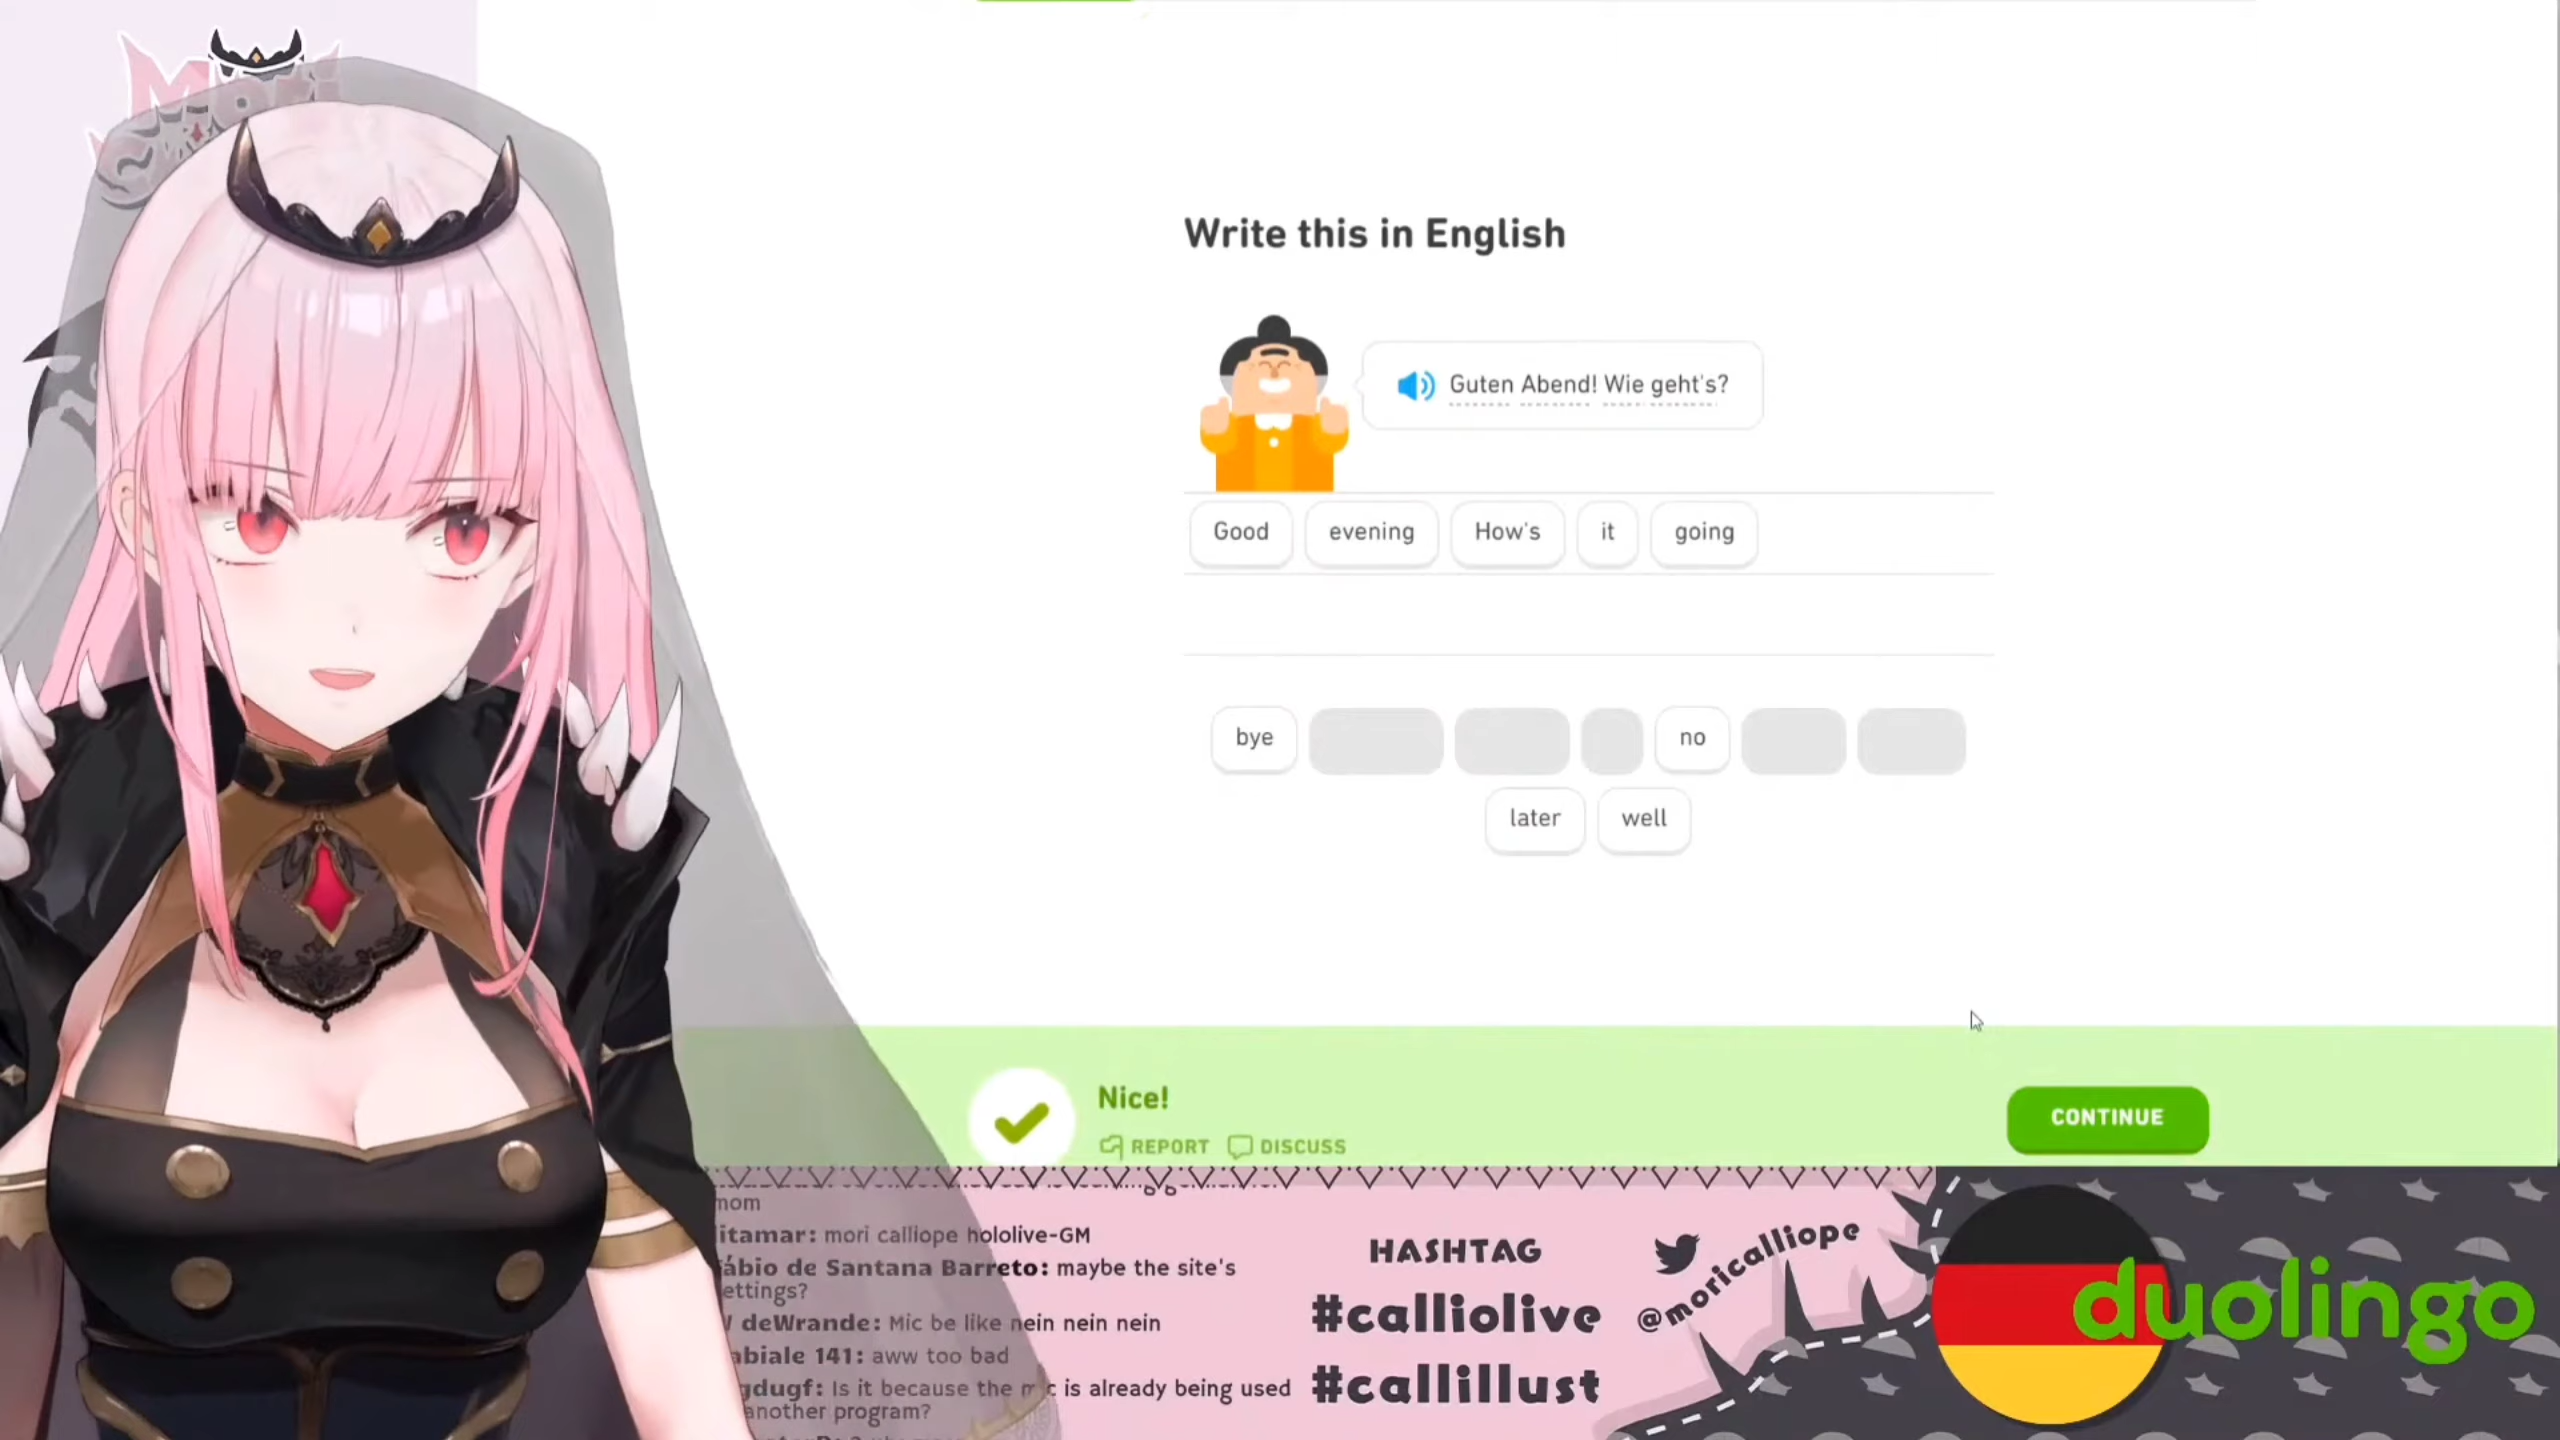 Mori
Write this in English
Guten Abend! Wie geht's?
Good evening How's it going
bye no
later well
Nice!
REPORT DISCUSS
CONTINUE
mom
itamar: mori calliope hololive-GM
ábio de Santana Barreto: maybe the site's
ettings?
deWrande: Mic be like nein nein nein
abiale 141: aww too bad
gdugf: Is it because the mic is already being used
another program?
HASHTAG
#calliolive
#callillust
@moricalliope
duolingo